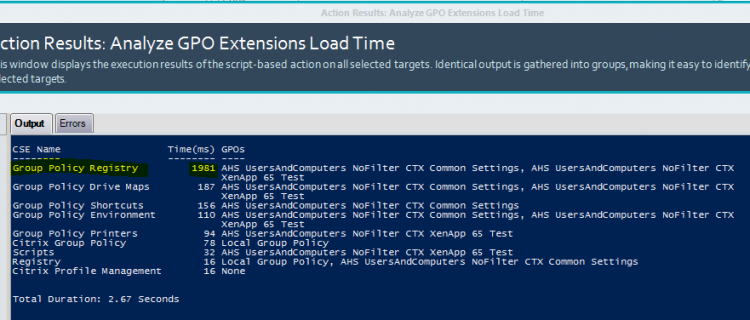 Action Results: Analyze GPO Extensions Load Time
ction Results: Analyze GPO Extensions Load Time
is window displays the execution results of the script-based action on all selected targets. Identical output is gathered into groups, making it easy to identify
lected targets.
Output Errors
CSE Name Time(ms) GPOs
-------- -------- ----
Group Policy Registry 1981 AHS UsersAndComputers NoFilter CTX Common Settings, AHS UsersAndComputers NoFilter CTX
XenApp 65 Test
Group Policy Drive Maps 187 AHS UsersAndComputers NoFilter CTX Common Settings, AHS UsersAndComputers NoFilter CTX
XenApp 65 Test
Group Policy Shortcuts 156 AHS UsersAndComputers NoFilter CTX Common Settings
Group Policy Environment 110 AHS UsersAndComputers NoFilter CTX Common Settings, AHS UsersAndComputers NoFilter CTX
XenApp 65 Test
Group Policy Printers 94 AHS UsersAndComputers NoFilter CTX XenApp 65 Test
Citrix Group Policy 78 Local Group Policy
Scripts 32 AHS UsersAndComputers NoFilter CTX XenApp 65 Test
Registry 16 Local Group Policy, AHS UsersAndComputers NoFilter CTX Common Settings
Citrix Profile Management 16 None
Total Duration: 2.67 Seconds